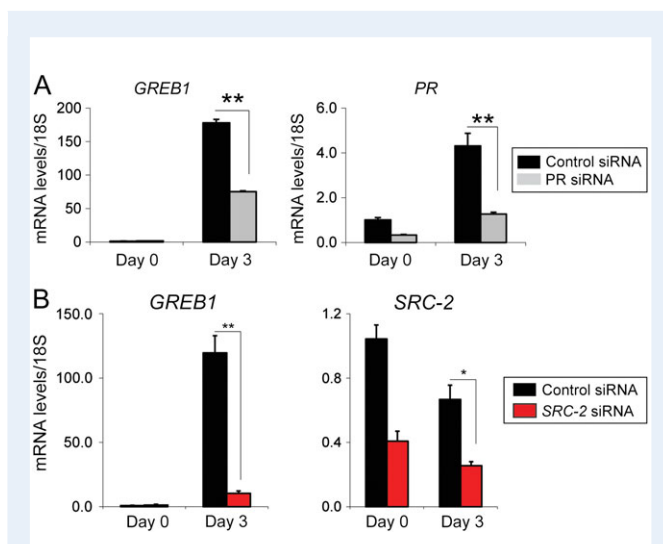 A
GREB1
PR
**
**
mRNA levels/18S
200
150
100
50
0
Day 0 Day 3
6.0
4.0
2.0
0.0
Day 0 Day 3
Control siRNA
PR siRNA
B
GREB1
SRC-2
**
*
mRNA levels/18S
150.0
100.0
50.0
0.0
Day 0 Day 3
1.2
0.8
0.4
0.0
Day 0 Day 3
Control siRNA
SRC-2 siRNA